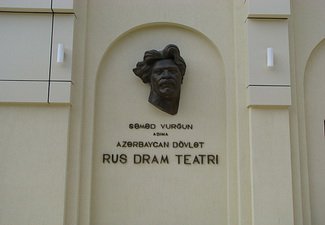 SƏMƏD VURĞUN
ADINA
AZƏRBAYCAN DÖVLƏT
RUS DRAM TEATRI